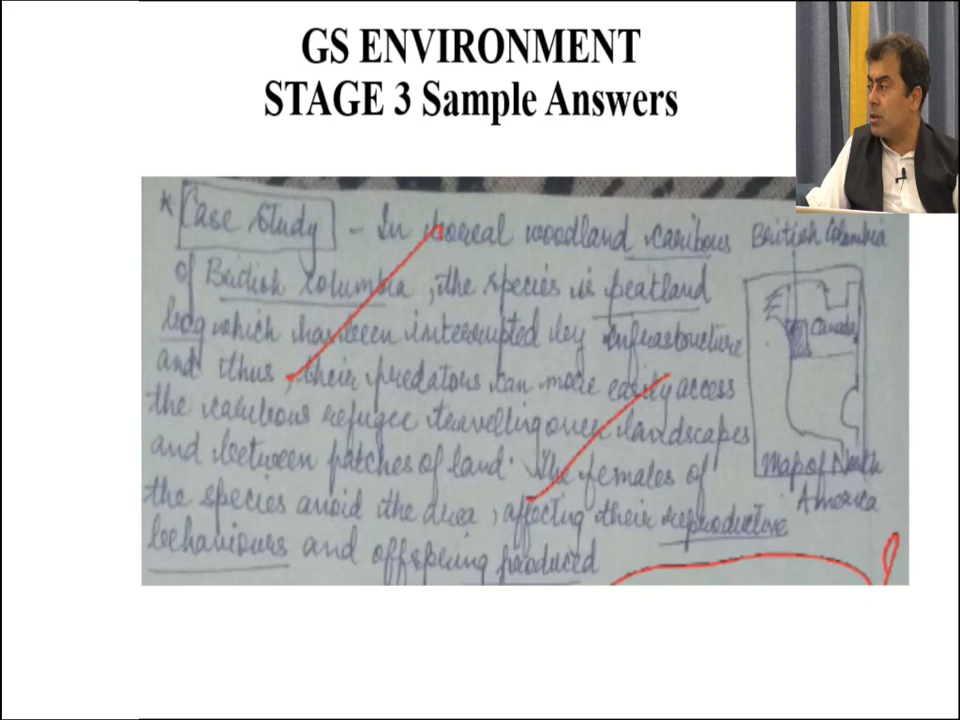 GS ENVIRONMENT
STAGE 3 Sample Answers
* Case Study - In boreal woodland caribous
of British Columbia, the species is peatland
bog which has been interrupted by infrastructure
and thus, their predators can more easily access
the caribous refugee travelling over landscapes
and between patches of land. The females of
the species avoid the area, affecting their reproductive
behaviours and offspring produced
British Columbia
Canada
Map of North
America